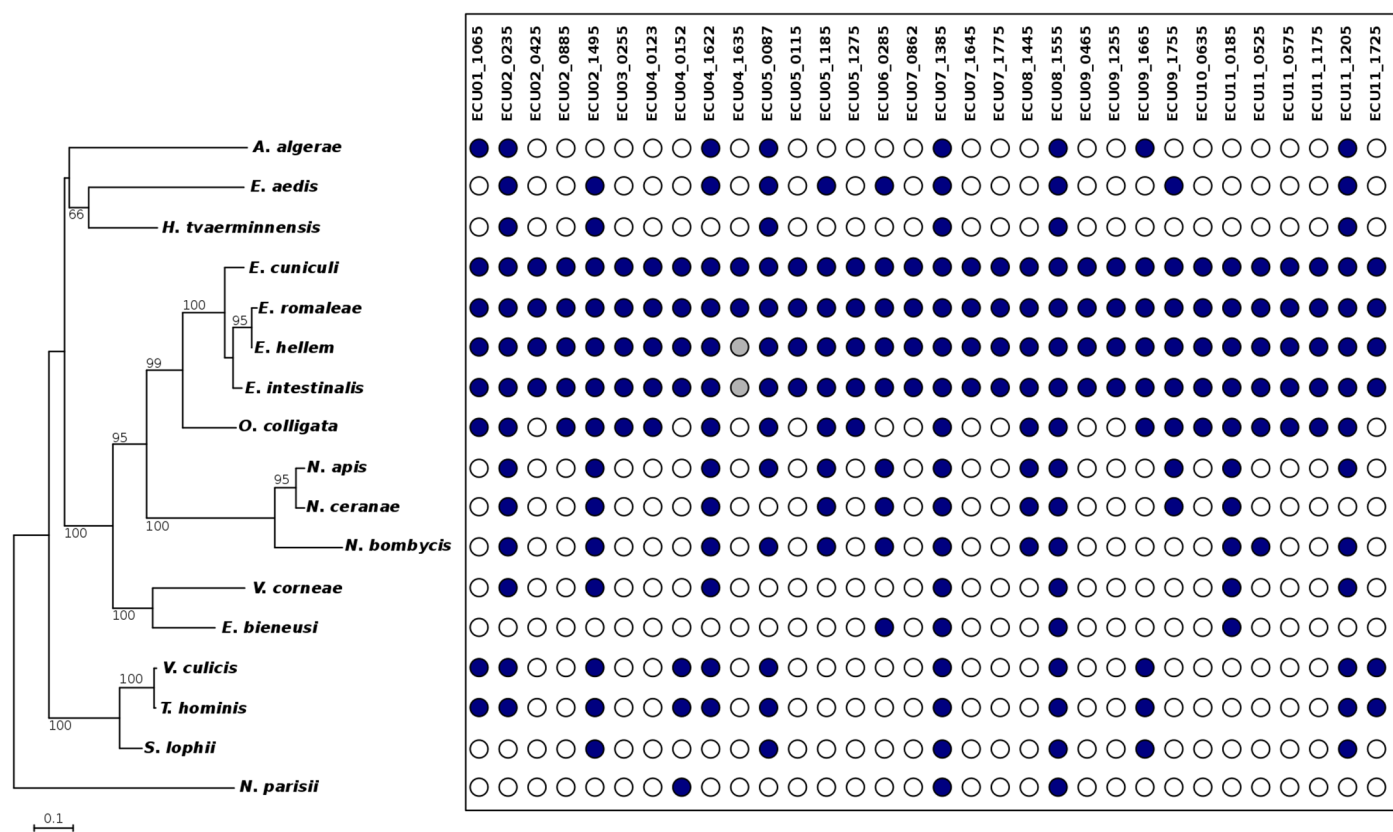 ECU01_1065
ECU02_0235
ECU02_0425
ECU02_0885
ECU02_1495
ECU03_0255
ECU04_0123
ECU04_0152
ECU04_1622
ECU04_1635
ECU05_0087
ECU05_0115
ECU05_1185
ECU05_1275
ECU06_0285
ECU07_0862
ECU07_1385
ECU07_1645
ECU07_1775
ECU08_1445
ECU08_1555
ECU09_0465
ECU09_1255
ECU09_1665
ECU09_1755
ECU10_0635
ECU11_0185
ECU11_0525
ECU11_0575
ECU11_1175
ECU11_1205
ECU11_1725
A. algerae
E. aedis
66
H. tvaerminnensis
E. cuniculi
100
E. romaleae
95
E. hellem
99
E. intestinalis
O. colligata
95
N. apis
95
N. ceranae
100
100
N. bombycis
V. corneae
100
E. bieneusi
V. culicis
100
T. hominis
100
S. lophii
N. parisii
0.1